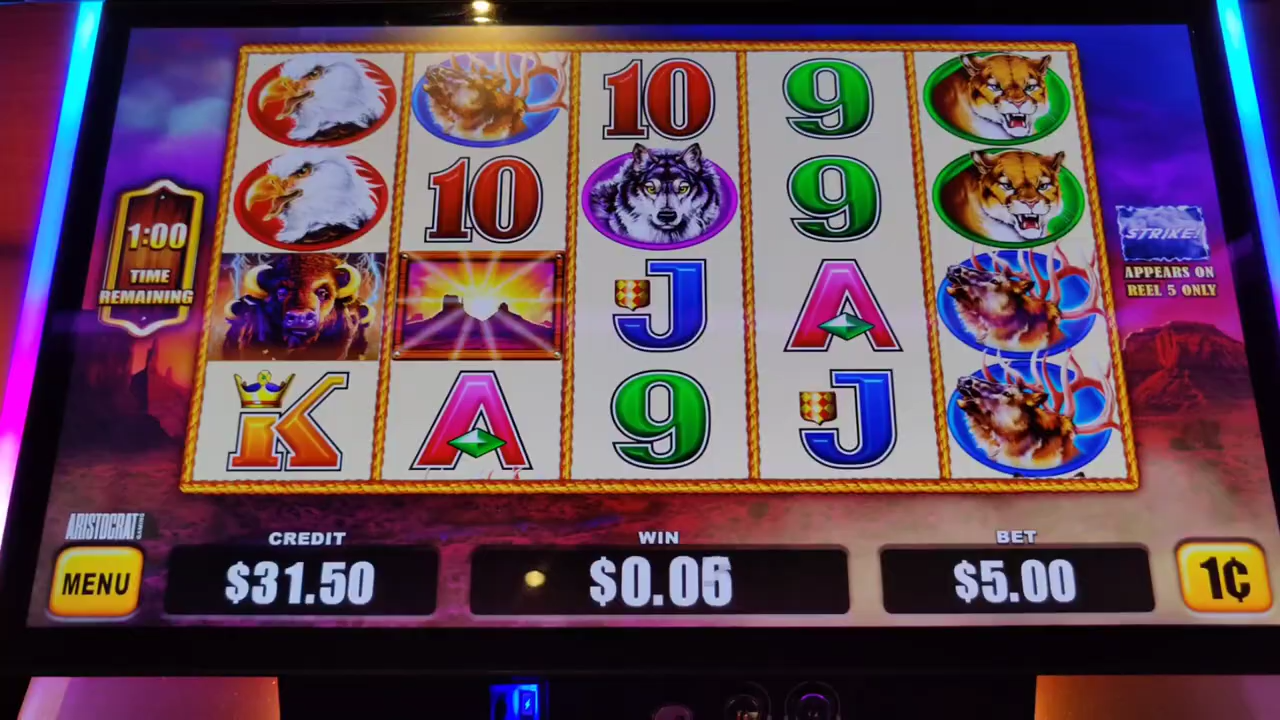 10
9
10
9
1:00
TIME
REMAINING
STRIKE!
APPEARS ON
REEL 5 ONLY
J
A
K
A
9
J
ARISTOCRAT
MENU
CREDIT
$31.50
WIN
$0.05
BET
$5.00
1¢